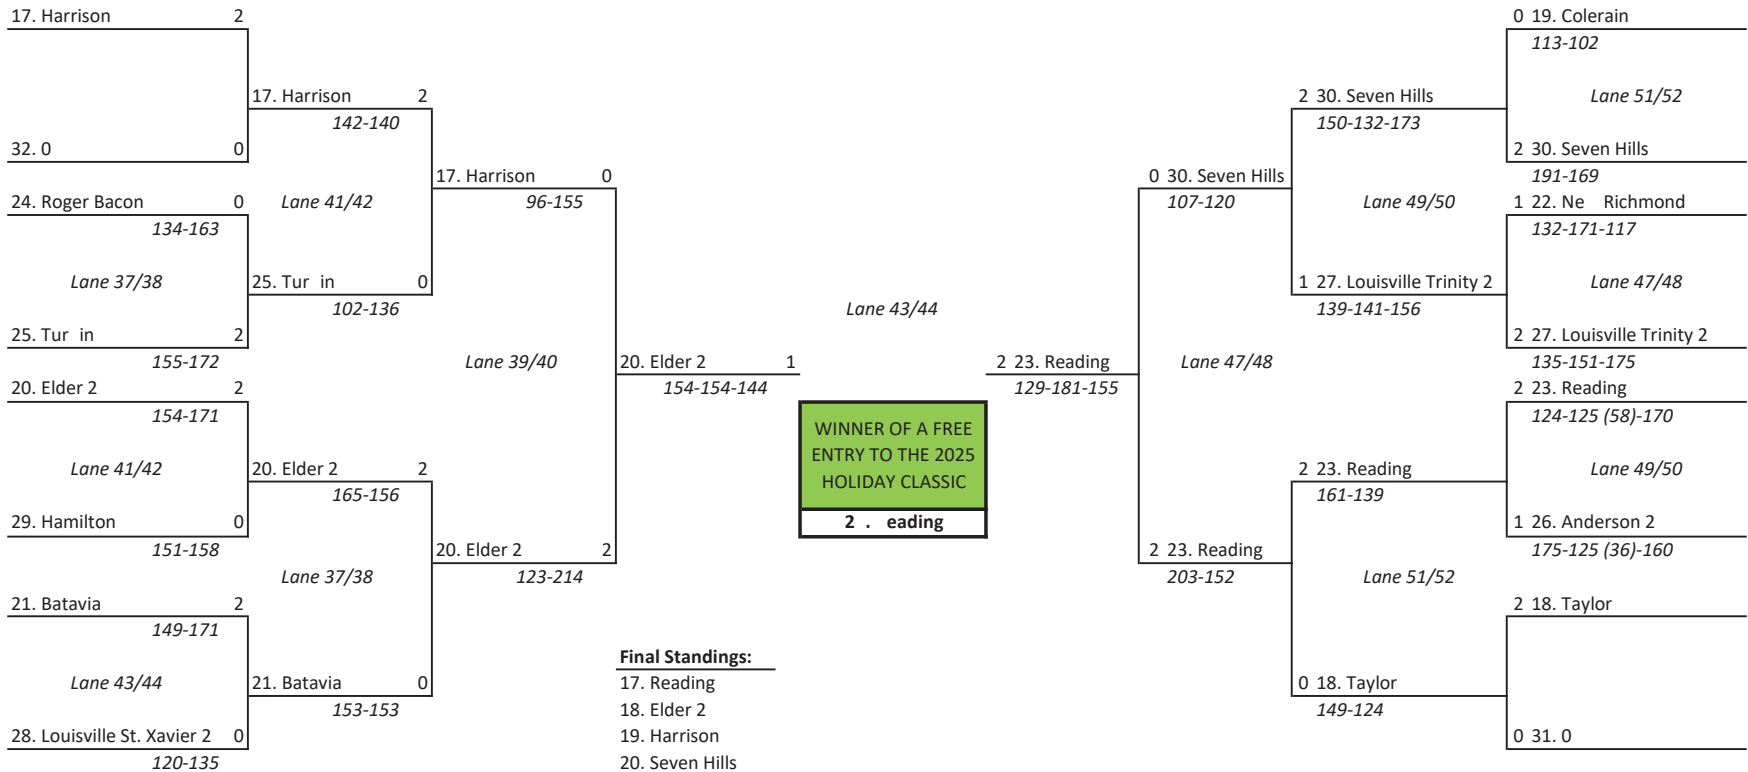 17. Harrison 2
32. 0 0
24. Roger Bacon 0
134-163
Lane 37/38
25. Tur in 2
155-172
20. Elder 2 2
154-171
Lane 41/42
29. Hamilton 0
151-158
21. Batavia 2
149-171
Lane 43/44
28. Louisville St. Xavier 2 0
120-135
17. Harrison 2
142-140
Lane 41/42
25. Tur in 0
102-136
20. Elder 2 2
165-156
Lane 37/38
21. Batavia 0
153-153
17. Harrison 0
96-155
Lane 39/40
20. Elder 2 2
123-214
20. Elder 2 1
154-154-144
Lane 43/44
WINNER OF A FREE
ENTRY TO THE 2025
HOLIDAY CLASSIC
2 . eading
Final Standings:
17. Reading
18. Elder 2
19. Harrison
20. Seven Hills
2 23. Reading
129-181-155
0 30. Seven Hills
107-120
Lane 47/48
2 23. Reading
203-152
2 30. Seven Hills
150-132-173
Lane 49/50
1 27. Louisville Trinity 2
139-141-156
2 23. Reading
161-139
Lane 51/52
0 18. Taylor
149-124
0 19. Colerain
113-102
Lane 51/52
2 30. Seven Hills
191-169
1 22. Ne Richmond
132-171-117
Lane 47/48
2 27. Louisville Trinity 2
135-151-175
2 23. Reading
124-125 (58)-170
Lane 49/50
1 26. Anderson 2
175-125 (36)-160
2 18. Taylor
0 31. 0